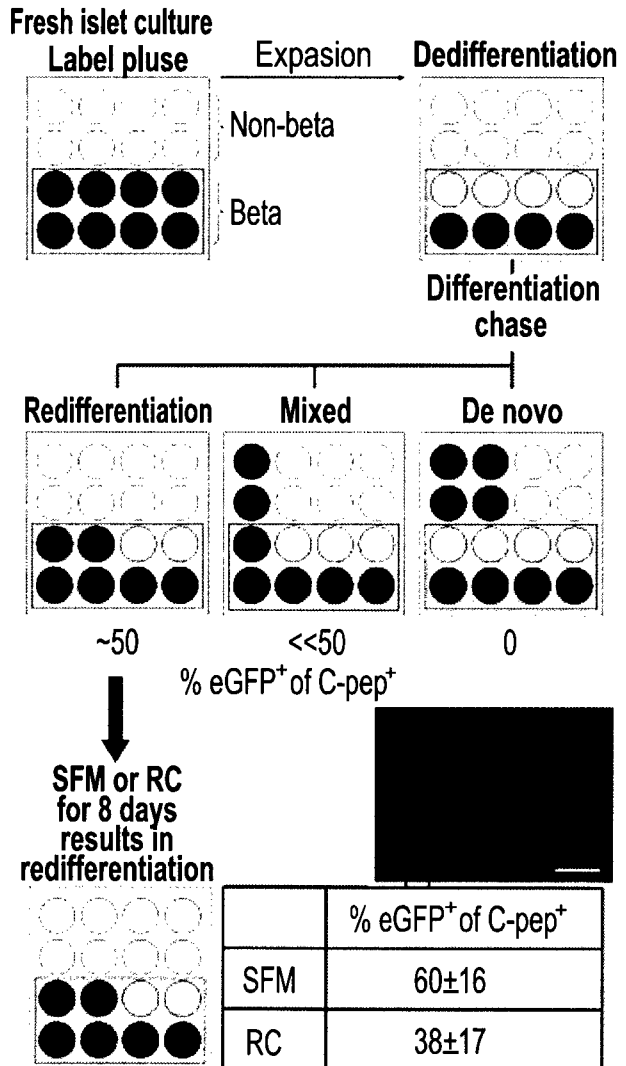 Fresh islet culture
Label pluse
Expasion
Dedifferentiation
Non-beta
Beta
Differentiation
chase
Redifferentiation
Mixed
De novo
~50
<<50
0
% eGFP⁺ of C-pep⁺
SFM or RC
for 8 days
results in
redifferentiation
% eGFP⁺ of C-pep⁺
SFM 60±16
RC 38±17